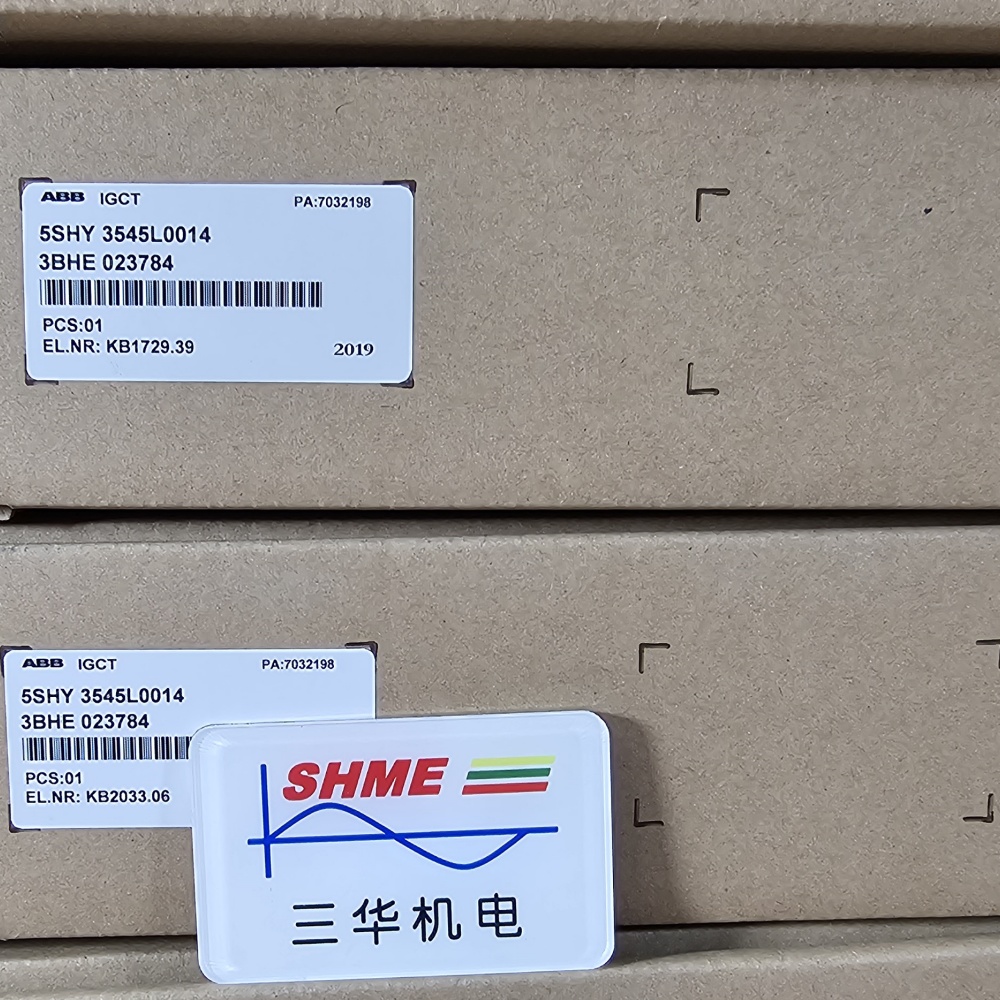 ABB IGCT PA:7032198
5SHY 3545L0014
3BHE 023784
PCS:01
EL.NR: KB1729.39 2019
ABB IGCT PA:7032198
5SHY 3545L0014
3BHE 023784
PCS:01
EL.NR: KB2033.06
SHME
三华机电